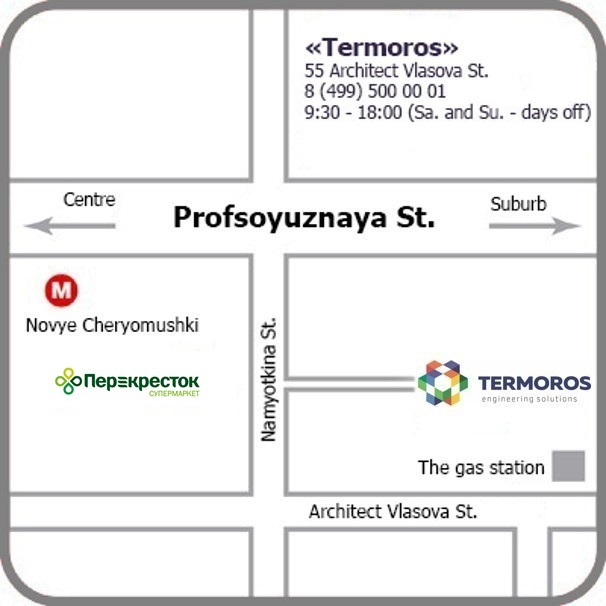 «Termoros»
55 Architect Vlasova St.
8 (499) 500 00 01
9:30 - 18:00 (Sa. and Su. - days off)
Centre
Suburb
Profsoyuznaya St.
M
Novye Cheryomushki
Namyotkina St.
Перекресток
СУПЕРМАРКЕТ
TERMOROS
engineering solutions
The gas station
Architect Vlasova St.